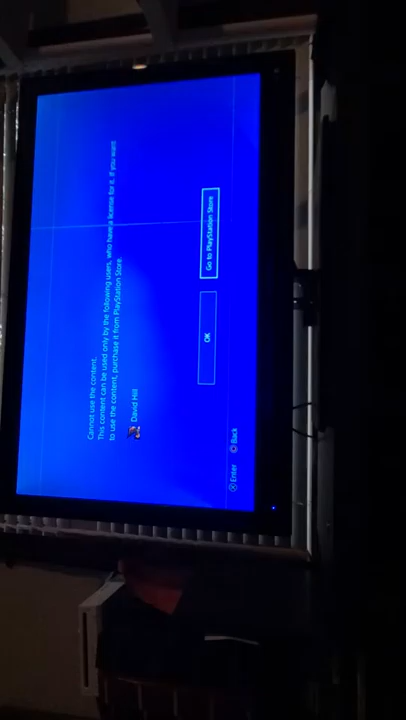 Cannot use the content.
This content can be used only by the following users, who have a license for it. If you want
to use the content, purchase it from PlayStation Store.
David Hill
Go to PlayStation Store
OK
Enter Back